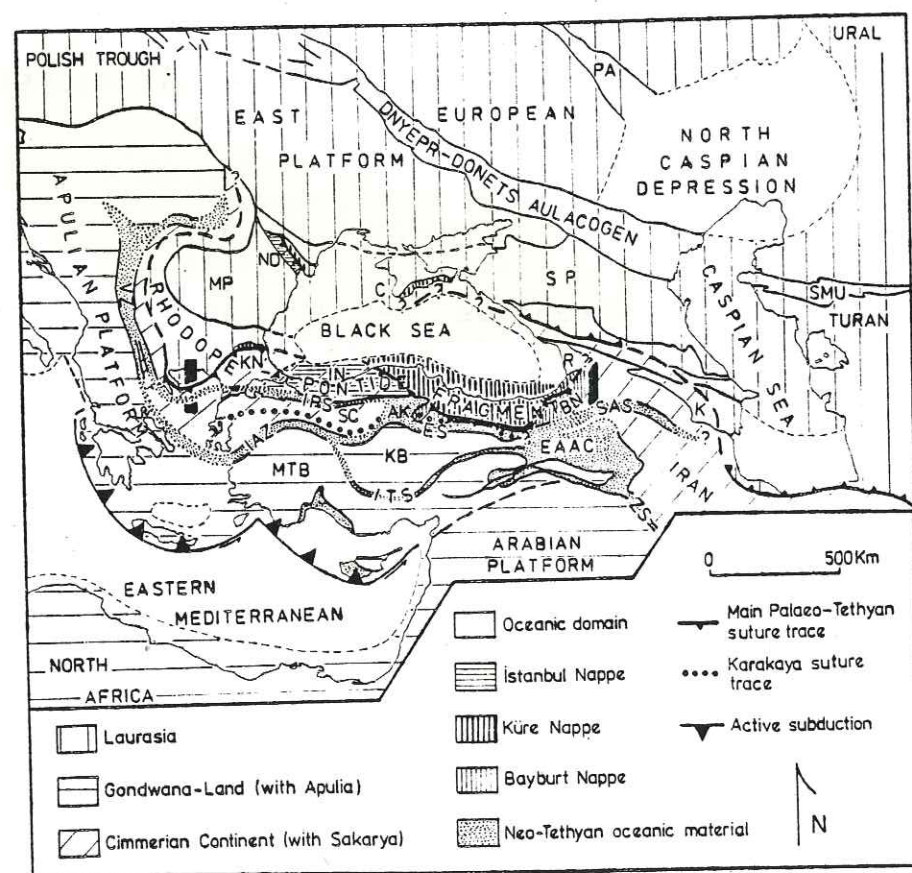 POLISH TROUGH
URAL
PA
EAST
EUROPEAN
PLATFORM
DNYEPR-DONETS AULACOGEN
NORTH
CASPIAN
DEPRESSION
APULIAN PLATFORM
ND
MP
C
?
?
?
SP
SMU
TURAN
CASPIAN SEA
RHODOPE
V
BLACK SEA
KN
IN
PONTIDE FRAGMENT
R
BN
SAS
?
K
IPS
SC
AK
ES
IAZ
EAAC
IRAN
MTB
KB
ITS
ZS
ARABIAN
PLATFORM
0 500Km
EASTERN
MEDITERRANEAN
NORTH
AFRICA
Oceanic domain
İstanbul Nappe
Küre Nappe
Bayburt Nappe
Neo-Tethyan oceanic material
Main Palaeo-Tethyan
suture trace
Karakaya suture
trace
Active subduction
Laurasia
Gondwana-Land (with Apulia)
Cimmerian Continent (with Sakarya)
N